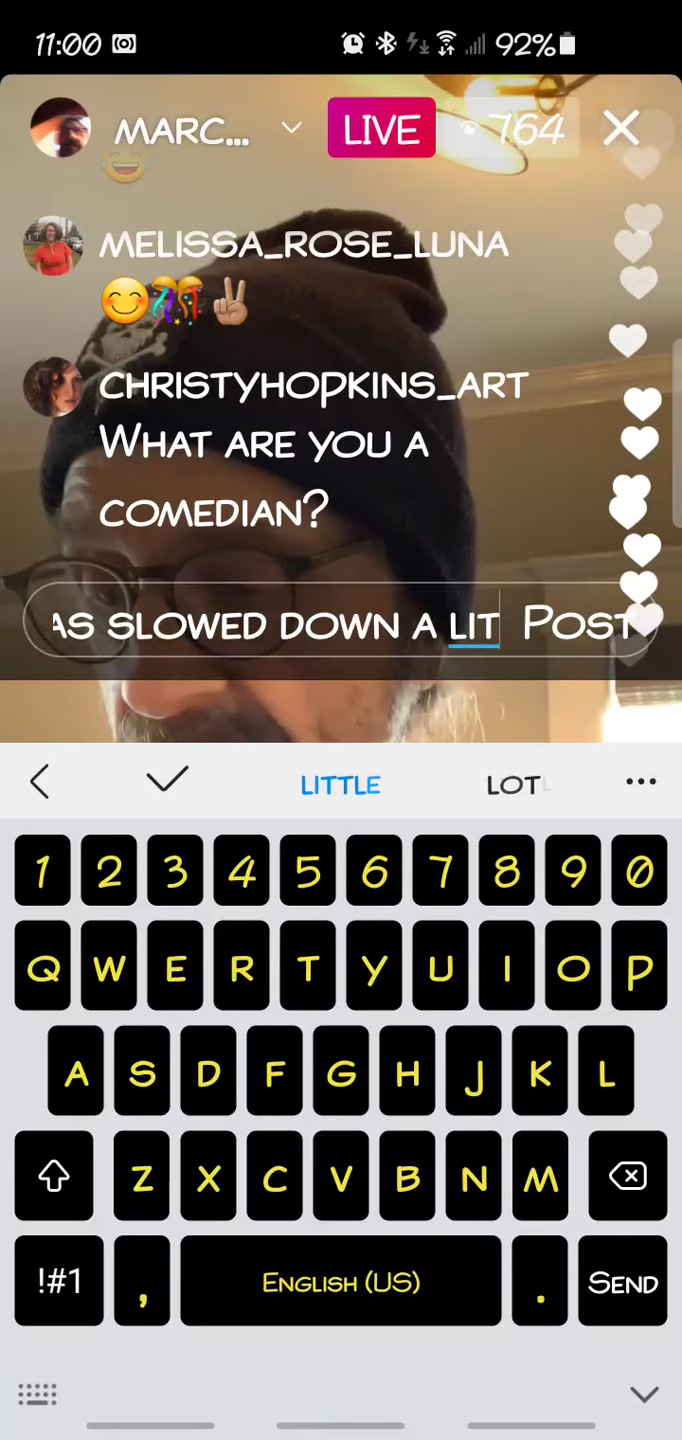 11:00 92%
MARC... LIVE 764
MELISSA_ROSE_LUNA
CHRISTYHOPKINS_ART
WHAT ARE YOU A
COMEDIAN?
AS SLOWED DOWN A LIT POST
LITTLE LOT
1 2 3 4 5 6 7 8 9 0
Q W E R T Y U I O P
A S D F G H J K L
Z X C V B N M
!#1 , ENGLISH (US) . SEND